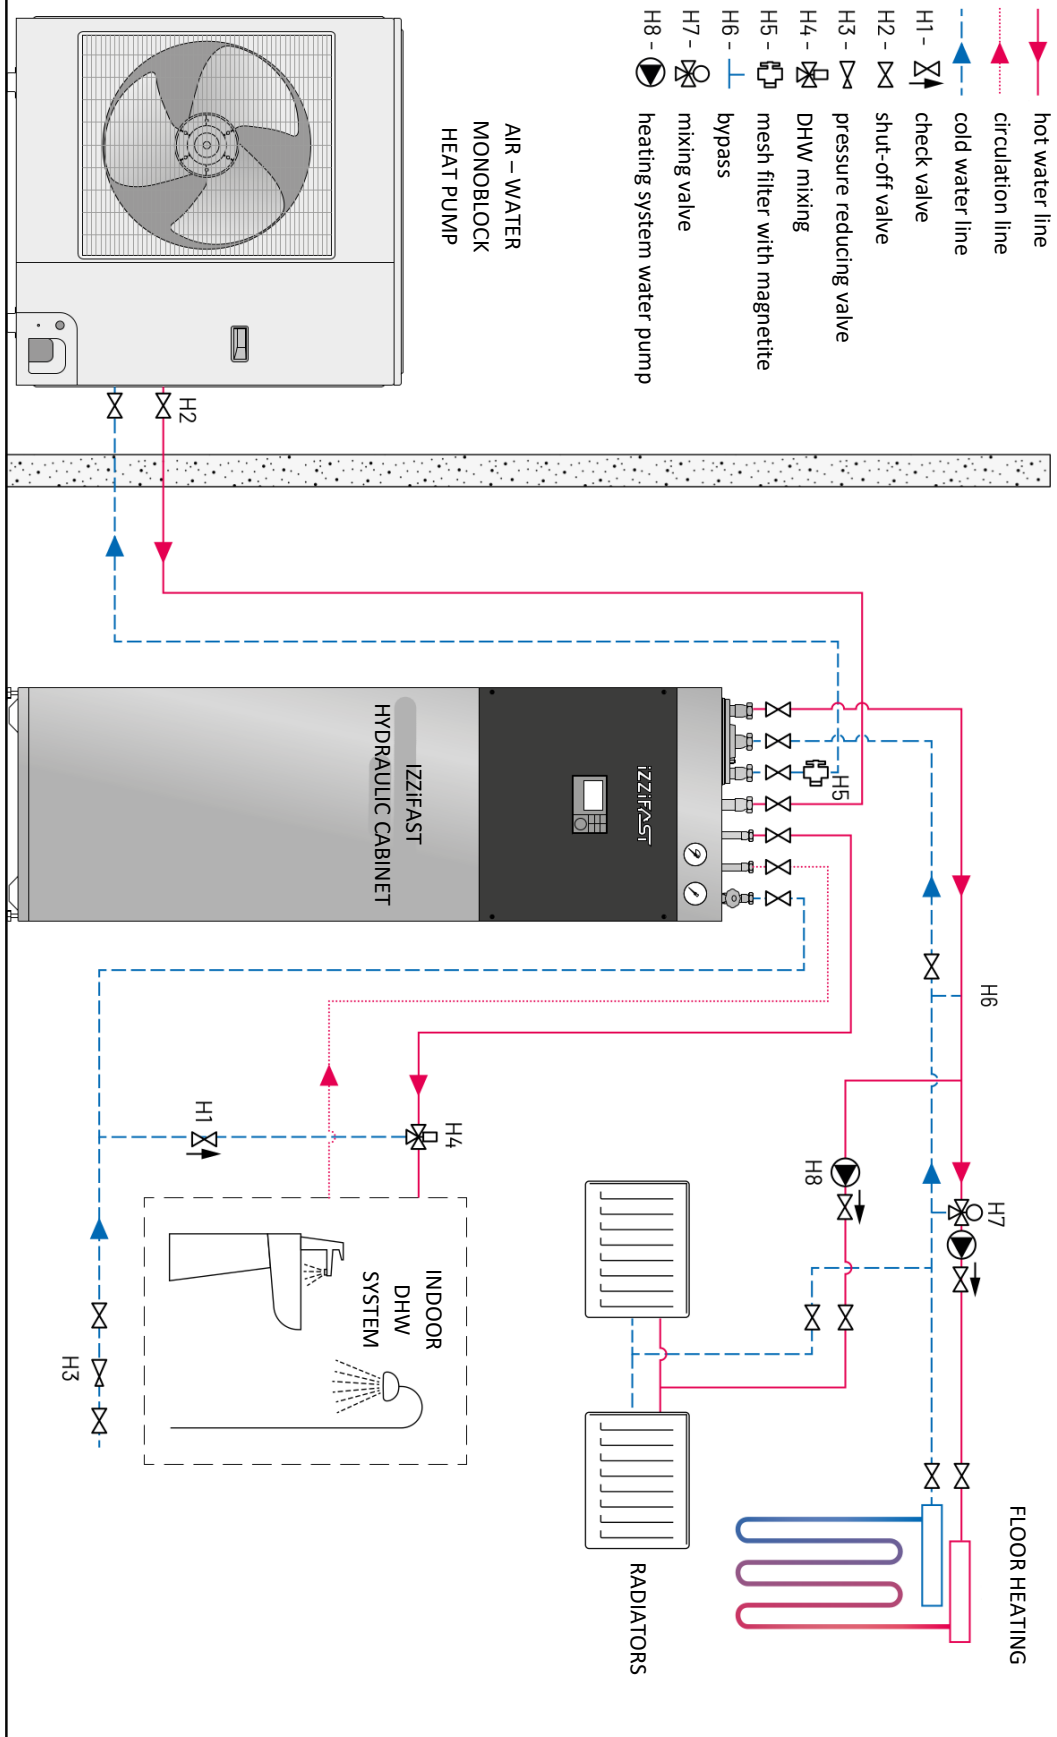 hot water line
circulation line
cold water line
H1 - check valve
H2 - shut-off valve
H3 - pressure reducing valve
H4 - DHW mixing
H5 - mesh filter with magnetite
H6 - bypass
H7 - mixing valve
H8 - heating system water pump
AIR – WATER
MONOBLOCK
HEAT PUMP
H2
IZZiFAST
HYDRAULIC CABINET
iZZiFAST
H5
H6
H7
H8
H4
H1
H3
INDOOR
DHW
SYSTEM
RADIATORS
FLOOR HEATING